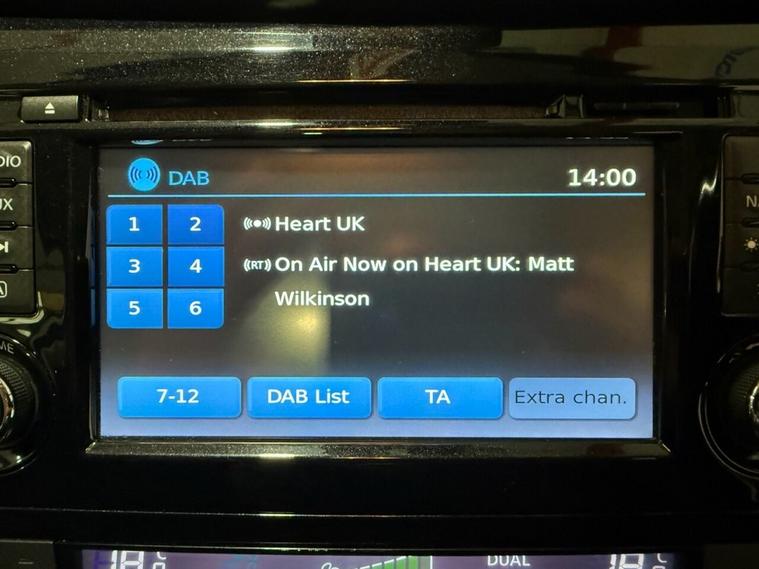 DAB
14:00
1 2
Heart UK
3 4
(RT) On Air Now on Heart UK: Matt
5 6
Wilkinson
7-12 DAB List TA Extra chan.
DUAL